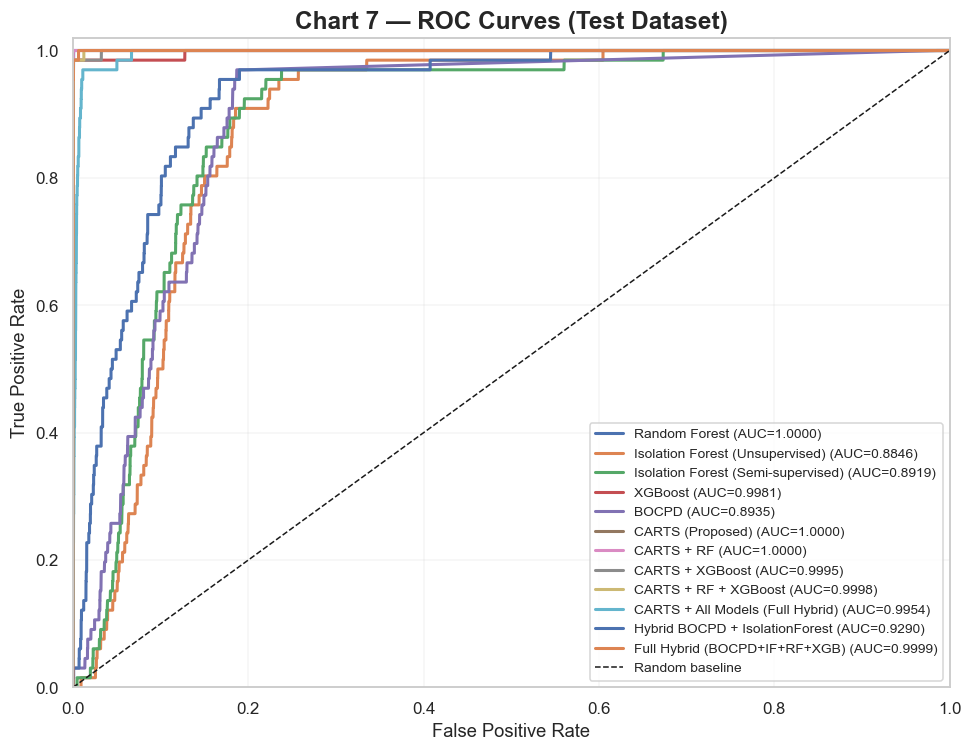 Chart 7 — ROC Curves (Test Dataset)
True Positive Rate
1.0
0.8
0.6
0.4
0.2
0.0
0.0 0.2 0.4 0.6 0.8 1.0
False Positive Rate
Random Forest (AUC=1.0000)
Isolation Forest (Unsupervised) (AUC=0.8846)
Isolation Forest (Semi-supervised) (AUC=0.8919)
XGBoost (AUC=0.9981)
BOCPD (AUC=0.8935)
CARTS (Proposed) (AUC=1.0000)
CARTS + RF (AUC=1.0000)
CARTS + XGBoost (AUC=0.9995)
CARTS + RF + XGBoost (AUC=0.9998)
CARTS + All Models (Full Hybrid) (AUC=0.9954)
Hybrid BOCPD + IsolationForest (AUC=0.9290)
Full Hybrid (BOCPD+IF+RF+XGB) (AUC=0.9999)
Random baseline